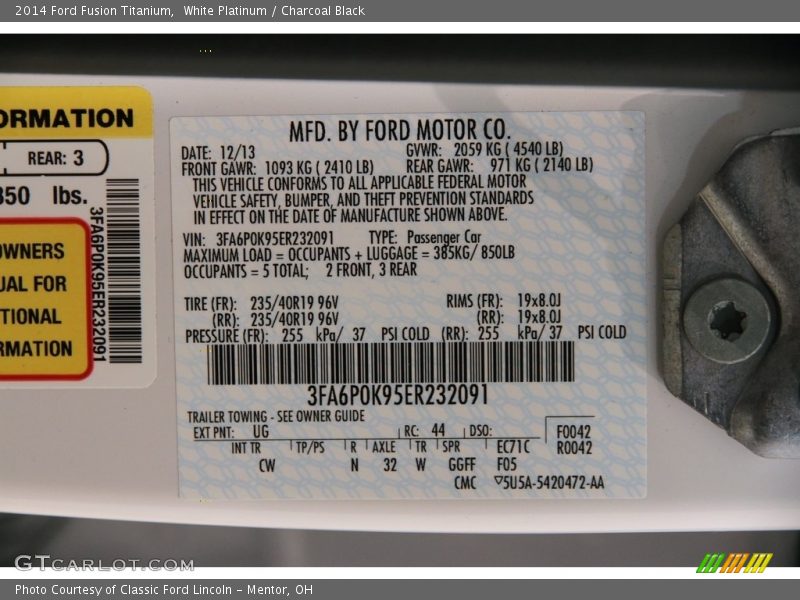 2014 Ford Fusion Titanium,  White Platinum / Charcoal Black
ORMATION
REAR: 3
850 lbs.
OWNERS
UAL FOR
TIONAL
RMATION
3FA6P0K95ER232091
MFD. BY FORD MOTOR CO.
DATE: 12/13 GVWR: 2059 KG ( 4540 LB)
FRONT GAWR: 1093 KG ( 2410 LB) REAR GAWR: 971 KG ( 2140 LB)
THIS VEHICLE CONFORMS TO ALL APPLICABLE FEDERAL MOTOR
VEHICLE SAFETY, BUMPER, AND THEFT PREVENTION STANDARDS
IN EFFECT ON THE DATE OF MANUFACTURE SHOWN ABOVE.
VIN: 3FA6P0K95ER232091 TYPE: Passenger Car
MAXIMUM LOAD = OCCUPANTS + LUGGAGE = 385KG/ 850LB
OCCUPANTS = 5 TOTAL; 2 FRONT, 3 REAR
TIRE (FR): 235/40R19 96V RIMS (FR): 19x8.0J
(RR): 235/40R19 96V (RR): 19x8.0J
PRESSURE (FR): 255 kPa/ 37 PSI COLD (RR): 255 kPa/ 37 PSI COLD
3FA6P0K95ER232091
TRAILER TOWING - SEE OWNER GUIDE
EXT PNT: UG RC: 44 DSO: F0042
INT TR TP/PS R AXLE TR SPR EC71C R0042
CW N 32 W GGFF F05
CMC ▽5U5A-5420472-AA
GTCARLOT.COM
Photo Courtesy of Classic Ford Lincoln - Mentor, OH